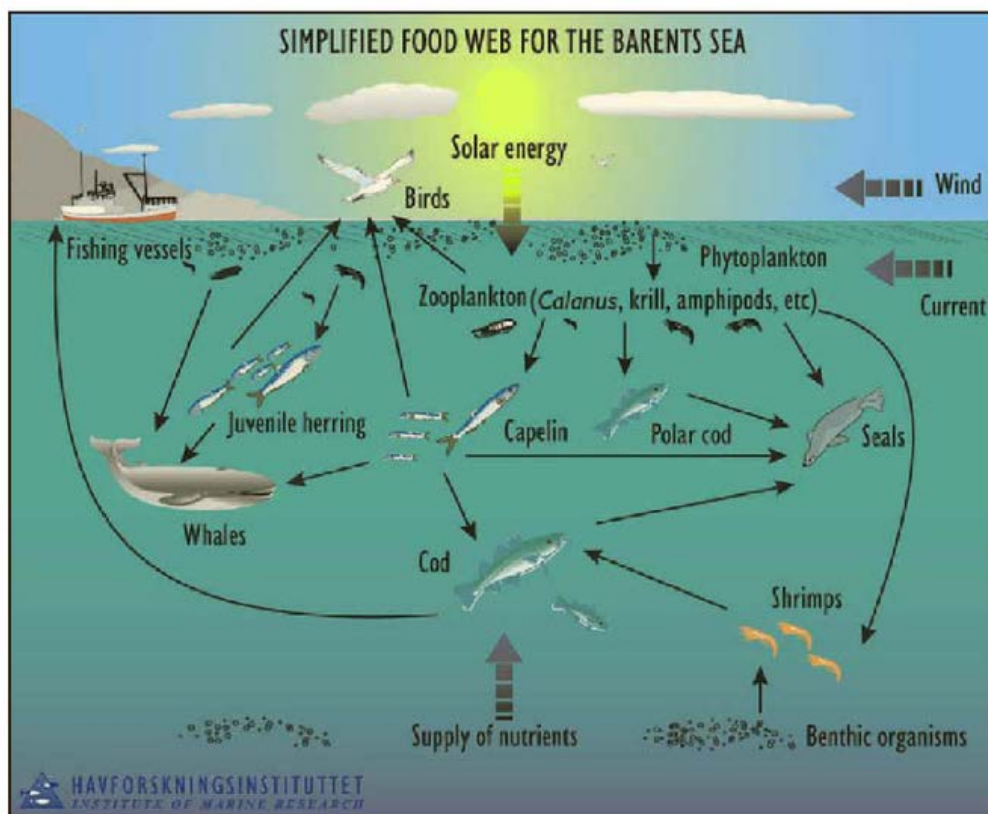 SIMPLIFIED FOOD WEB FOR THE BARENTS SEA
Solar energy
Birds
Wind
Fishing vessels
Phytoplankton
Zooplankton (Calanus, krill, amphipods, etc)
Current
Juvenile herring
Capelin
Polar cod
Seals
Whales
Cod
Shrimps
Supply of nutrients
Benthic organisms
HAVFORSKNINGSINSTITUTTET
INSTITUTE OF MARINE RESEARCH